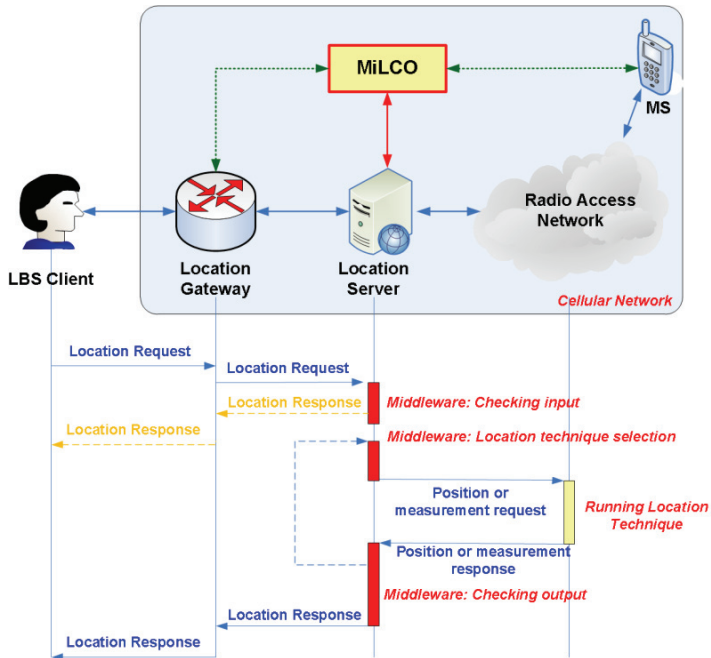 MiLCO
MS
Radio Access
Network
LBS Client
Location
Gateway
Location
Server
Cellular Network
Location Request
Location Request
Location Response
Middleware: Checking input
Location Response
Middleware: Location technique selection
Position or
measurement request
Running Location
Technique
Position or measurement
response
Middleware: Checking output
Location Response
Location Response